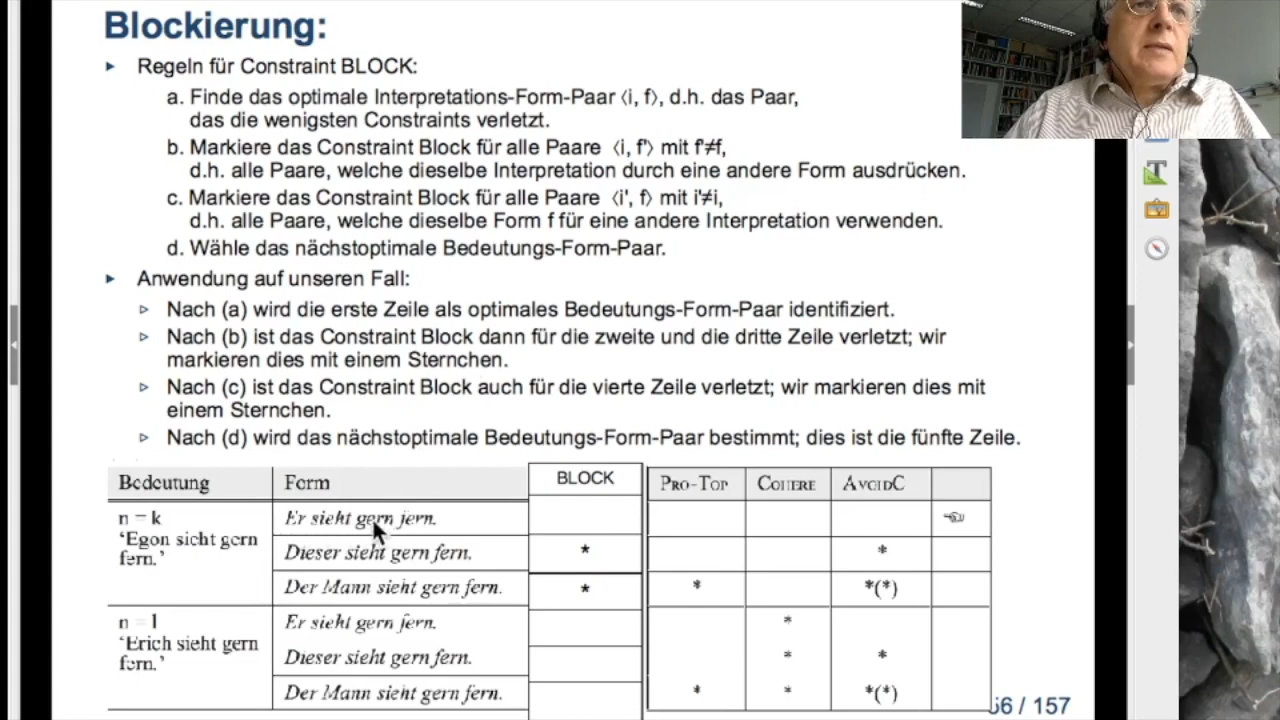 Blockierung:
▸ Regeln für Constraint BLOCK:
a. Finde das optimale Interpretations-Form-Paar ⟨i, f⟩, d.h. das Paar,
das die wenigsten Constraints verletzt.
b. Markiere das Constraint Block für alle Paare ⟨i, f'⟩ mit f'≠f,
d.h. alle Paare, welche dieselbe Interpretation durch eine andere Form ausdrücken.
c. Markiere das Constraint Block für alle Paare ⟨i', f⟩ mit i'≠i,
d.h. alle Paare, welche dieselbe Form f für eine andere Interpretation verwenden.
d. Wähle das nächstoptimale Bedeutungs-Form-Paar.
▸ Anwendung auf unseren Fall:
▹ Nach (a) wird die erste Zeile als optimales Bedeutungs-Form-Paar identifiziert.
▹ Nach (b) ist das Constraint Block dann für die zweite und die dritte Zeile verletzt; wir
markieren dies mit einem Sternchen.
▹ Nach (c) ist das Constraint Block auch für die vierte Zeile verletzt; wir markieren dies mit
einem Sternchen.
▹ Nach (d) wird das nächstoptimale Bedeutungs-Form-Paar bestimmt; dies ist die fünfte Zeile.
Bedeutung Form BLOCK PRO-TOP COHERE AVOIDC
n = k Er sieht gern fern. ☜
‘Egon sieht gern
fern.’
Dieser sieht gern fern. * *
Der Mann sieht gern fern. * * *(*)
n = l Er sieht gern fern. *
‘Erich sieht gern
fern.’
Dieser sieht gern fern. * *
Der Mann sieht gern fern. * * *(*)
56 / 157